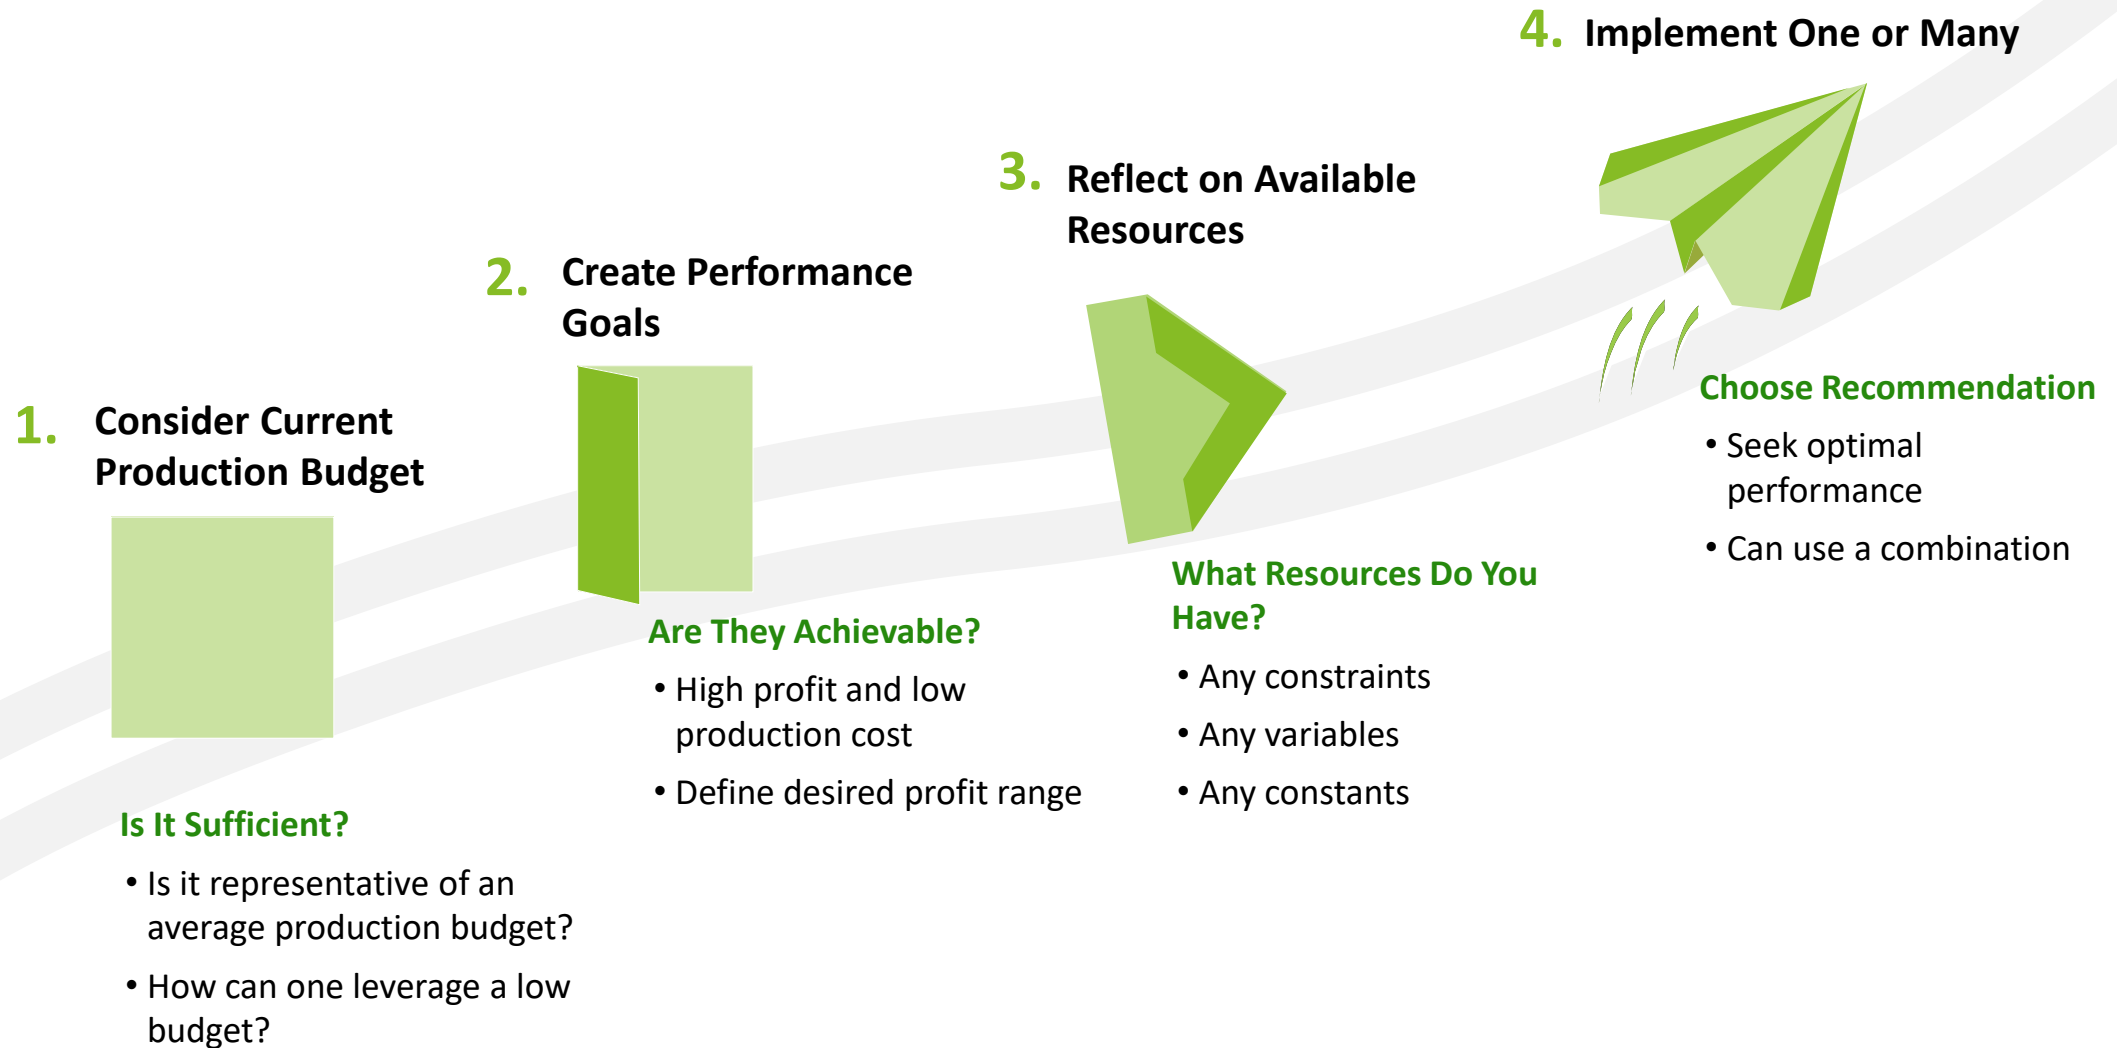 1. Consider Current
Production Budget
Is It Sufficient?
• Is it representative of an
average production budget?
• How can one leverage a low
budget?
2. Create Performance
Goals
Are They Achievable?
• High profit and low
production cost
• Define desired profit range
3. Reflect on Available
Resources
What Resources Do You
Have?
• Any constraints
• Any variables
• Any constants
4. Implement One or Many
Choose Recommendation
• Seek optimal
performance
• Can use a combination